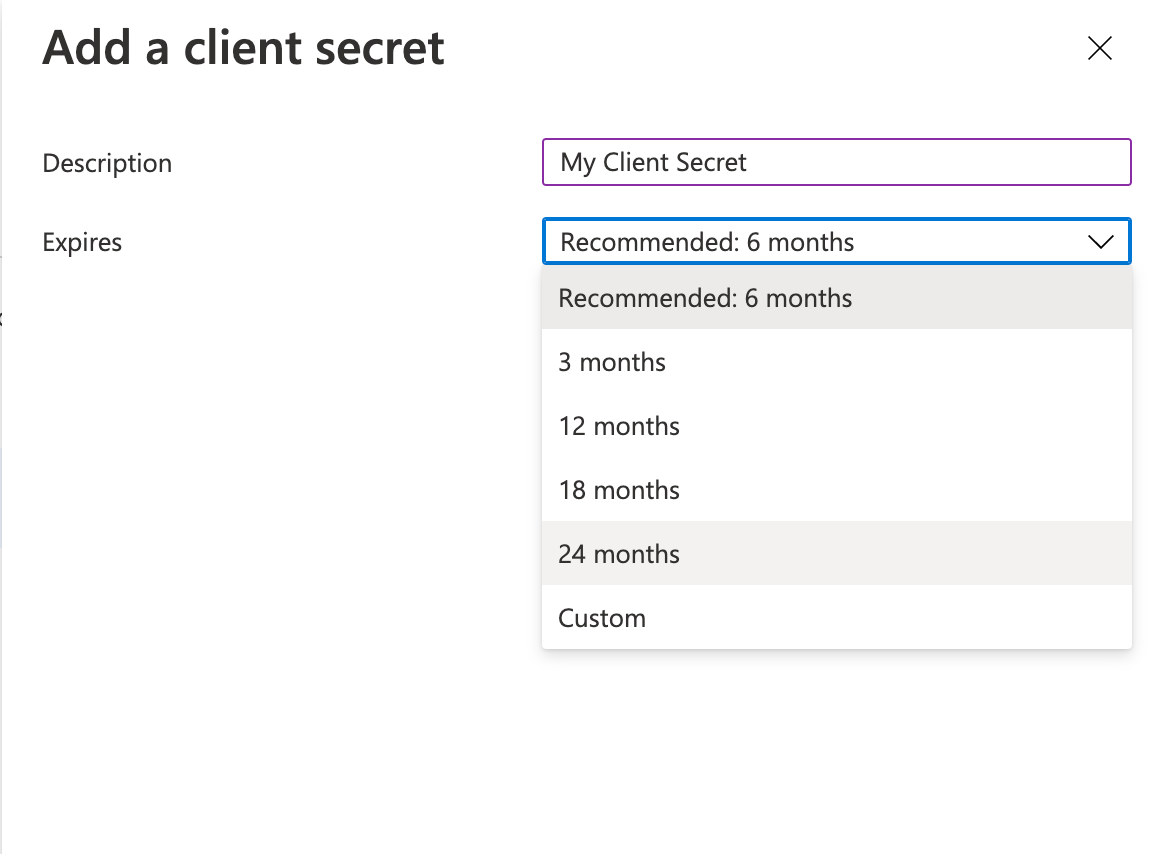 Add a client secret
Description
My Client Secret
Expires
Recommended: 6 months
Recommended: 6 months
3 months
12 months
18 months
24 months
Custom